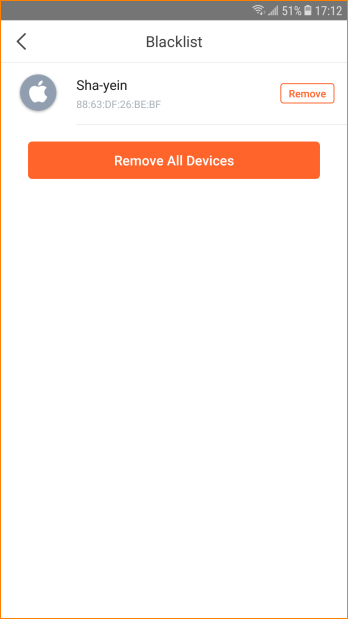 51% 17:12
Blacklist
Sha-yein
88:63:DF:26:BE:BF
Remove
Remove All Devices